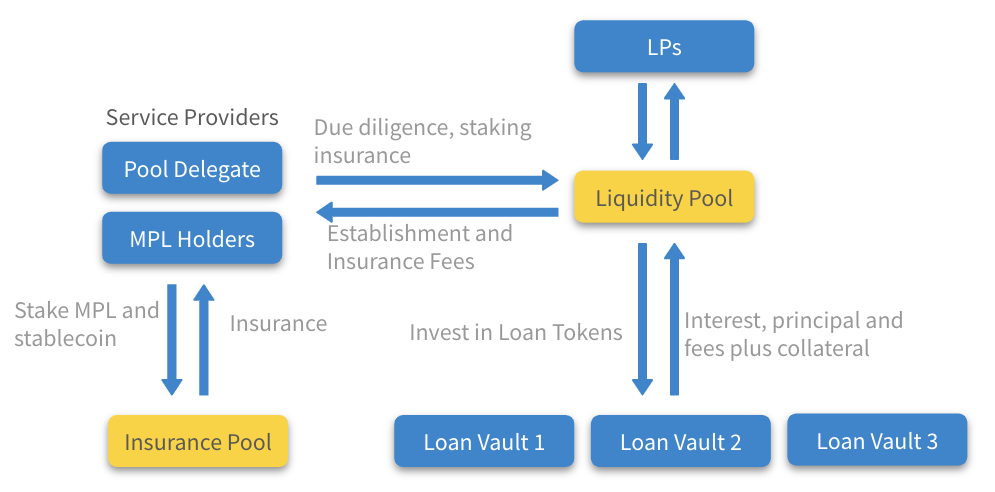 LPs
Service Providers
Due diligence, staking
insurance
Pool Delegate
Liquidity Pool
MPL Holders
Establishment and
Insurance Fees
Stake MPL and
stablecoin
Insurance
Invest in Loan Tokens
Interest, principal and
fees plus collateral
Insurance Pool
Loan Vault 1
Loan Vault 2
Loan Vault 3